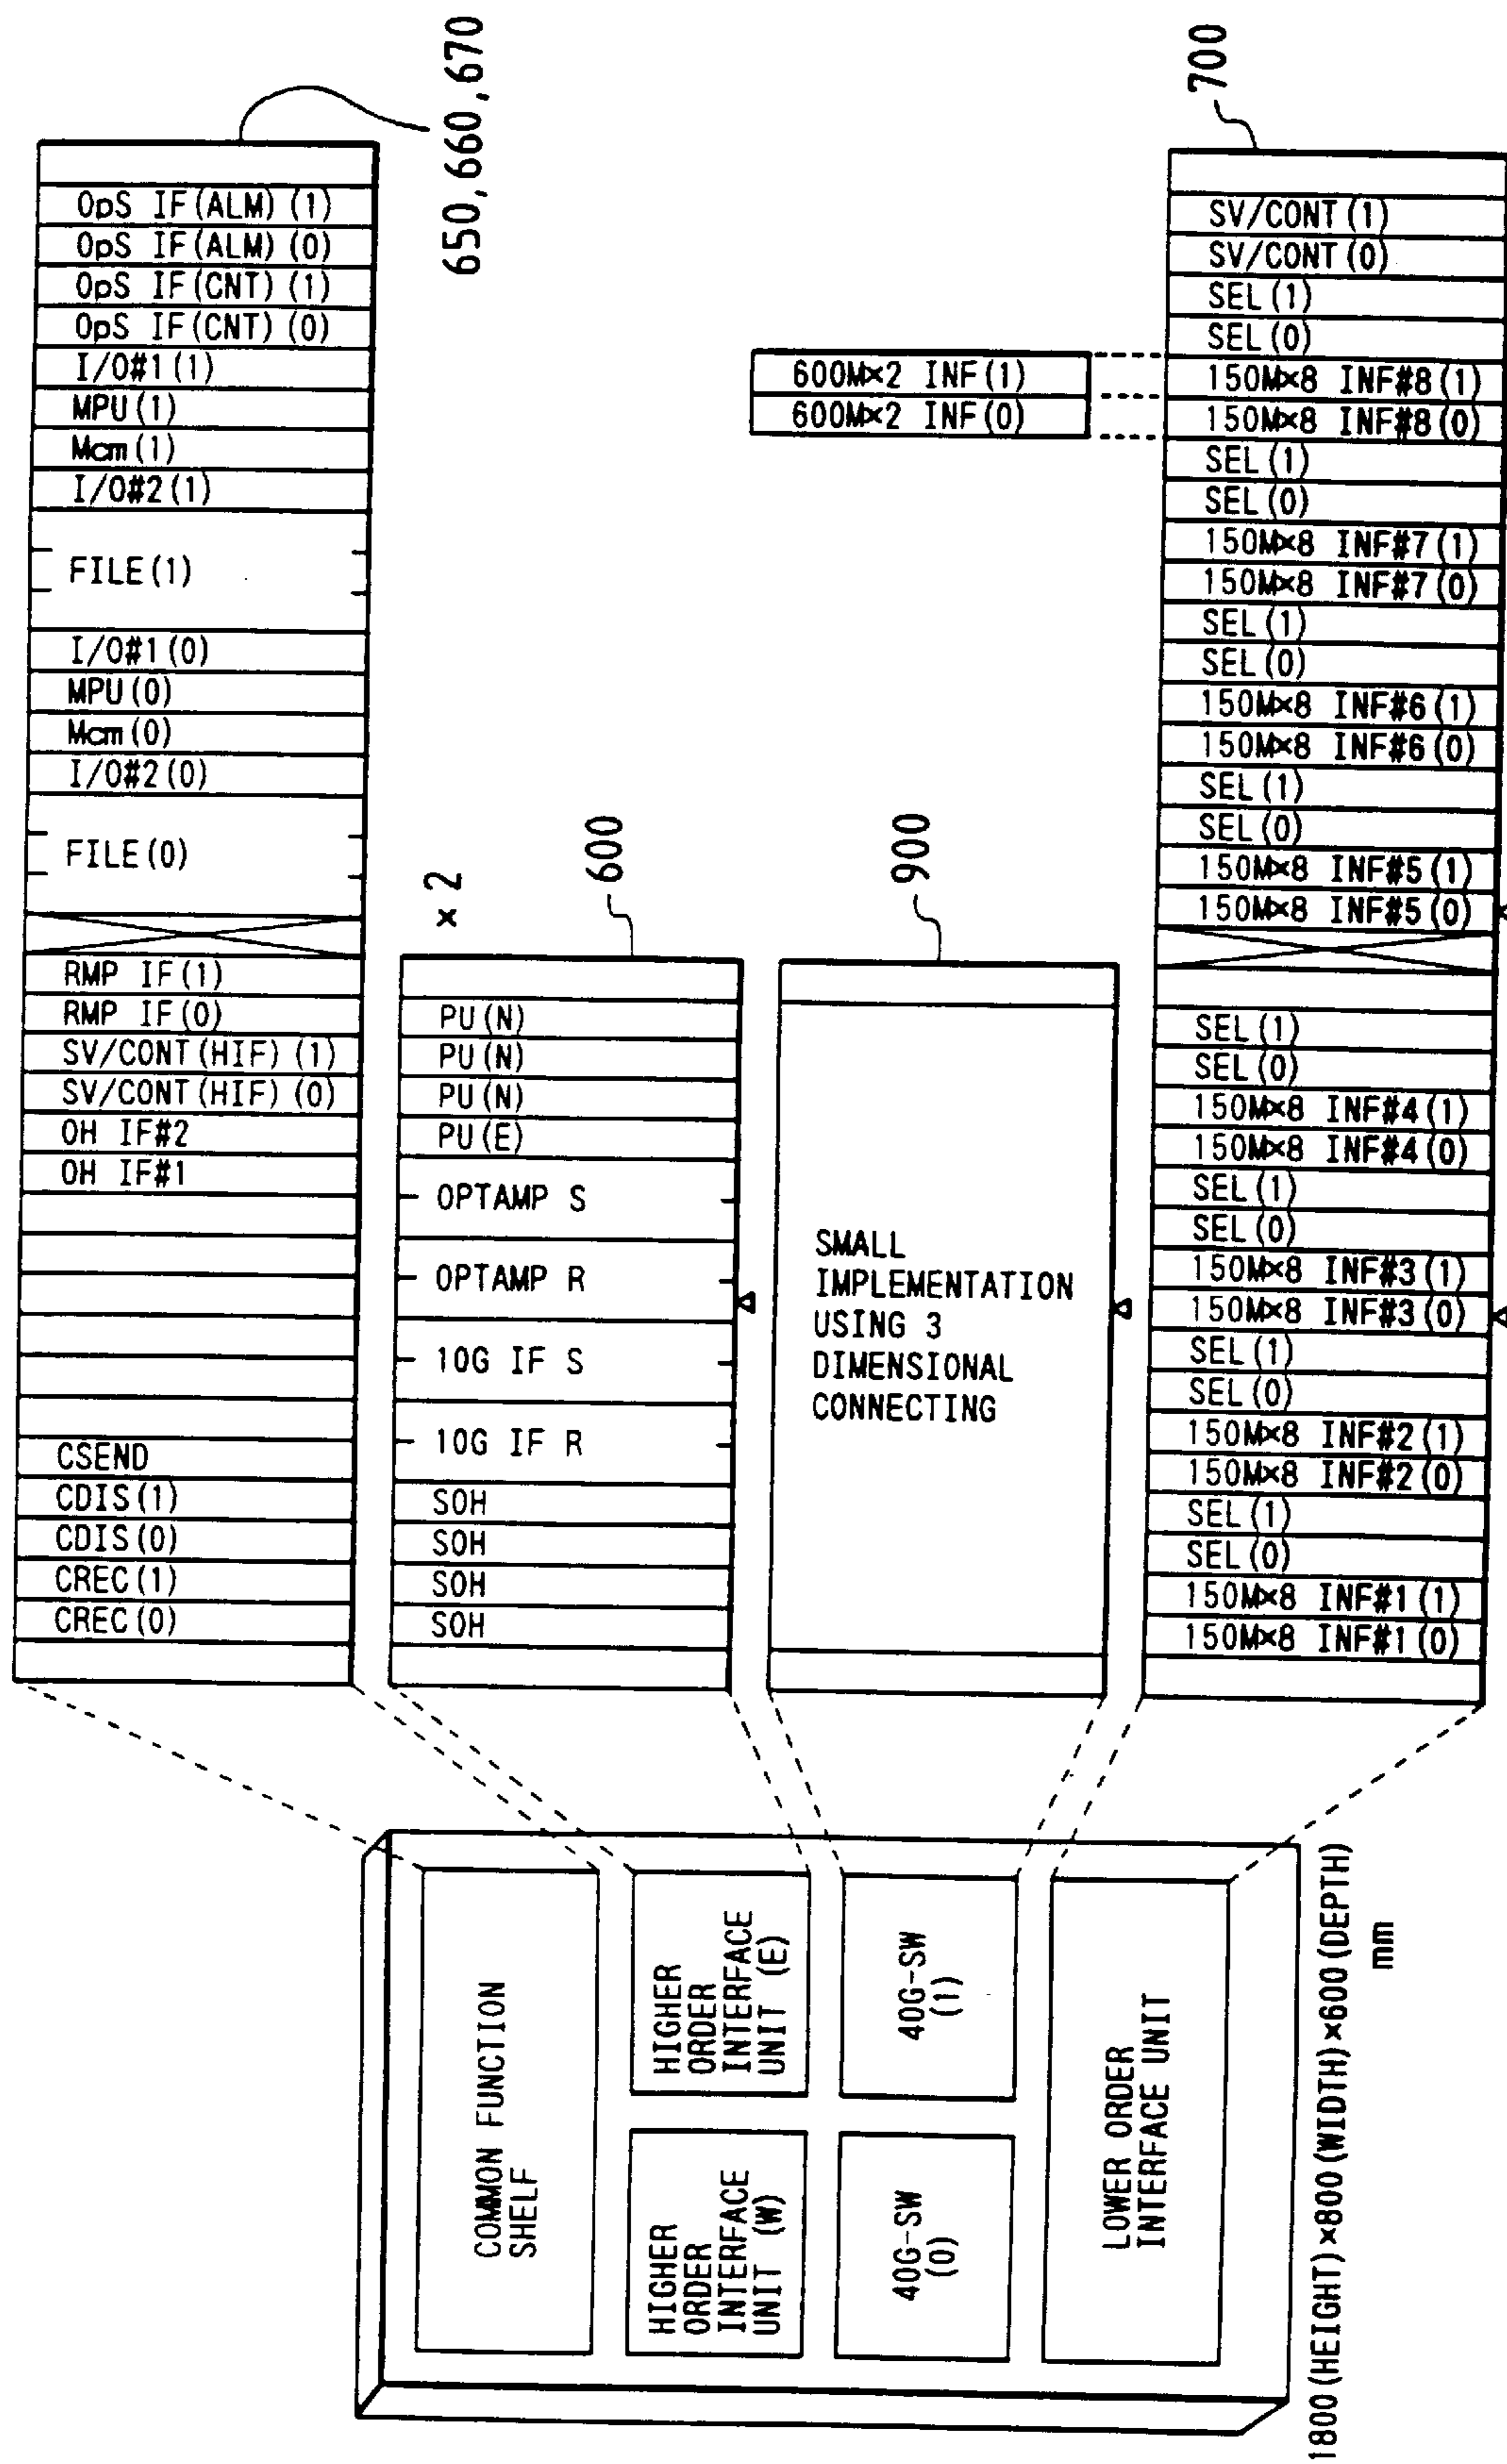 OpS IF(ALM)(1)
OpS IF(ALM)(0)
OpS IF(CNT)(1)
OpS IF(CNT)(0)
I/O#1(1)
MPU(1)
Mcm(1)
I/O#2(1)
FILE(1)
I/O#1(0)
MPU(0)
Mcm(0)
I/O#2(0)
FILE(0)
RMP IF(1)
RMP IF(0)
SV/CONT(HIF)(1)
SV/CONT(HIF)(0)
OH IF#2
OH IF#1
CSEND
CDIS(1)
CDIS(0)
CREC(1)
CREC(0)
650,660,670
× 2
600
PU(N)
PU(N)
PU(N)
PU(E)
OPTAMP S
OPTAMP R
10G IF S
10G IF R
SOH
SOH
SOH
SOH
900
SMALL
IMPLEMENTATION
USING 3
DIMENSIONAL
CONNECTING
600M×2 INF(1)
600M×2 INF(0)
700
SV/CONT(1)
SV/CONT(0)
SEL(1)
SEL(0)
150M×8 INF#8(1)
150M×8 INF#8(0)
SEL(1)
SEL(0)
150M×8 INF#7(1)
150M×8 INF#7(0)
SEL(1)
SEL(0)
150M×8 INF#6(1)
150M×8 INF#6(0)
SEL(1)
SEL(0)
150M×8 INF#5(1)
150M×8 INF#5(0)
SEL(1)
SEL(0)
150M×8 INF#4(1)
150M×8 INF#4(0)
SEL(1)
SEL(0)
150M×8 INF#3(1)
150M×8 INF#3(0)
SEL(1)
SEL(0)
150M×8 INF#2(1)
150M×8 INF#2(0)
SEL(1)
SEL(0)
150M×8 INF#1(1)
150M×8 INF#1(0)
COMMON FUNCTION
SHELF
HIGHER
ORDER
INTERFACE
UNIT (W)
HIGHER
ORDER
INTERFACE
UNIT (E)
40G-SW
(0)
40G-SW
(1)
LOWER ORDER
INTERFACE UNIT
1800(HEIGHT)×800(WIDTH)×600(DEPTH)
mm